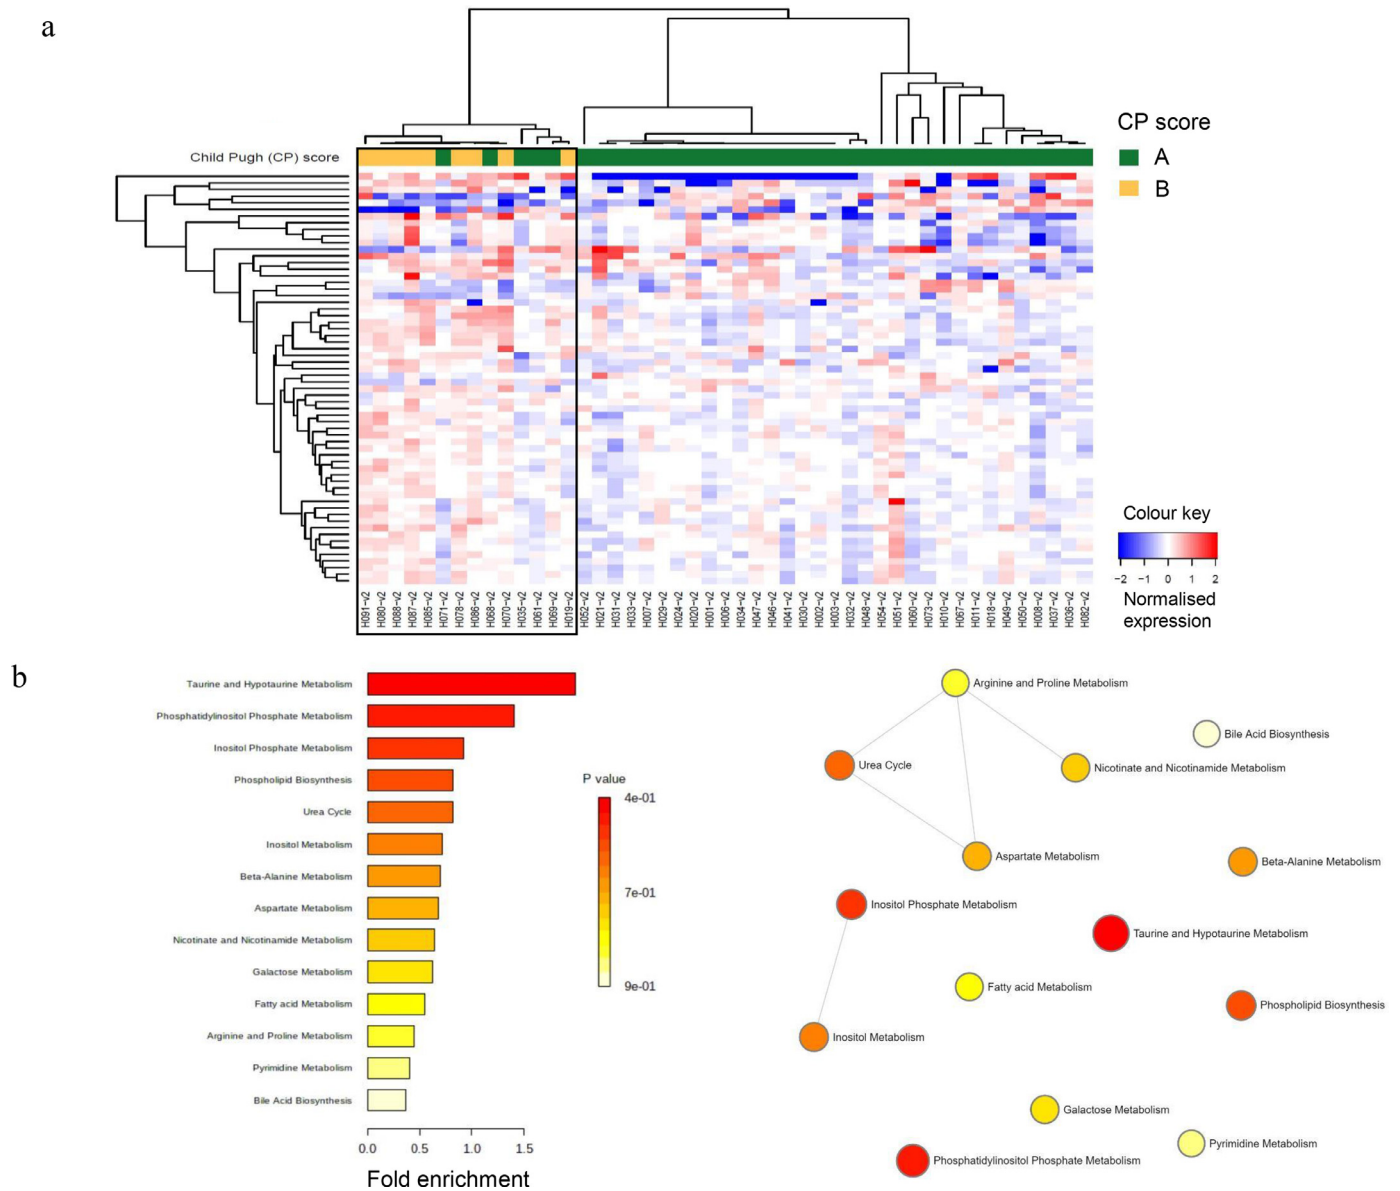 a
CP score
A
B
Child Pugh (CP) score
Colour key
−2 −1 0 1 2
Normalised
expression
H091−v2
H080−v2
H088−v2
H087−v2
H085−v2
H071−v2
H078−v2
H086−v2
H068−v2
H070−v2
H035−v2
H061−v2
H069−v2
H019−v2
H052−v2
H021−v2
H031−v2
H033−v2
H007−v2
H029−v2
H024−v2
H020−v2
H001−v2
H006−v2
H034−v2
H047−v2
H046−v2
H041−v2
H030−v2
H002−v2
H003−v2
H032−v2
H048−v2
H054−v2
H051−v2
H060−v2
H073−v2
H010−v2
H067−v2
H011−v2
H018−v2
H049−v2
H050−v2
H008−v2
H037−v2
H036−v2
H082−v2
b
Taurine and Hypotaurine Metabolism
Phosphatidylinositol Phosphate Metabolism
Inositol Phosphate Metabolism
Phospholipid Biosynthesis
Urea Cycle
Inositol Metabolism
Beta-Alanine Metabolism
Aspartate Metabolism
Nicotinate and Nicotinamide Metabolism
Galactose Metabolism
Fatty acid Metabolism
Arginine and Proline Metabolism
Pyrimidine Metabolism
Bile Acid Biosynthesis
0.0 0.5 1.0 1.5
Fold enrichment
P value
4e-01
7e-01
9e-01
Arginine and Proline Metabolism
Bile Acid Biosynthesis
Urea Cycle
Nicotinate and Nicotinamide Metabolism
Aspartate Metabolism
Beta-Alanine Metabolism
Inositol Phosphate Metabolism
Taurine and Hypotaurine Metabolism
Fatty acid Metabolism
Phospholipid Biosynthesis
Inositol Metabolism
Galactose Metabolism
Pyrimidine Metabolism
Phosphatidylinositol Phosphate Metabolism